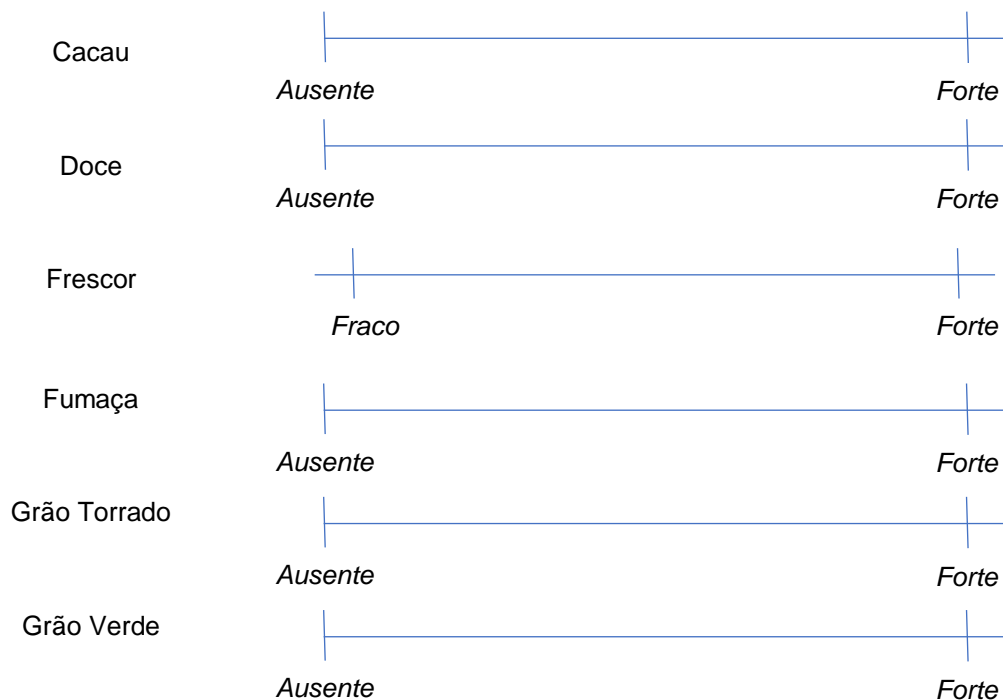 Cacau
Ausente Forte
Doce
Ausente Forte
Frescor
Fraco Forte
Fumaça
Ausente Forte
Grão Torrado
Ausente Forte
Grão Verde
Ausente Forte